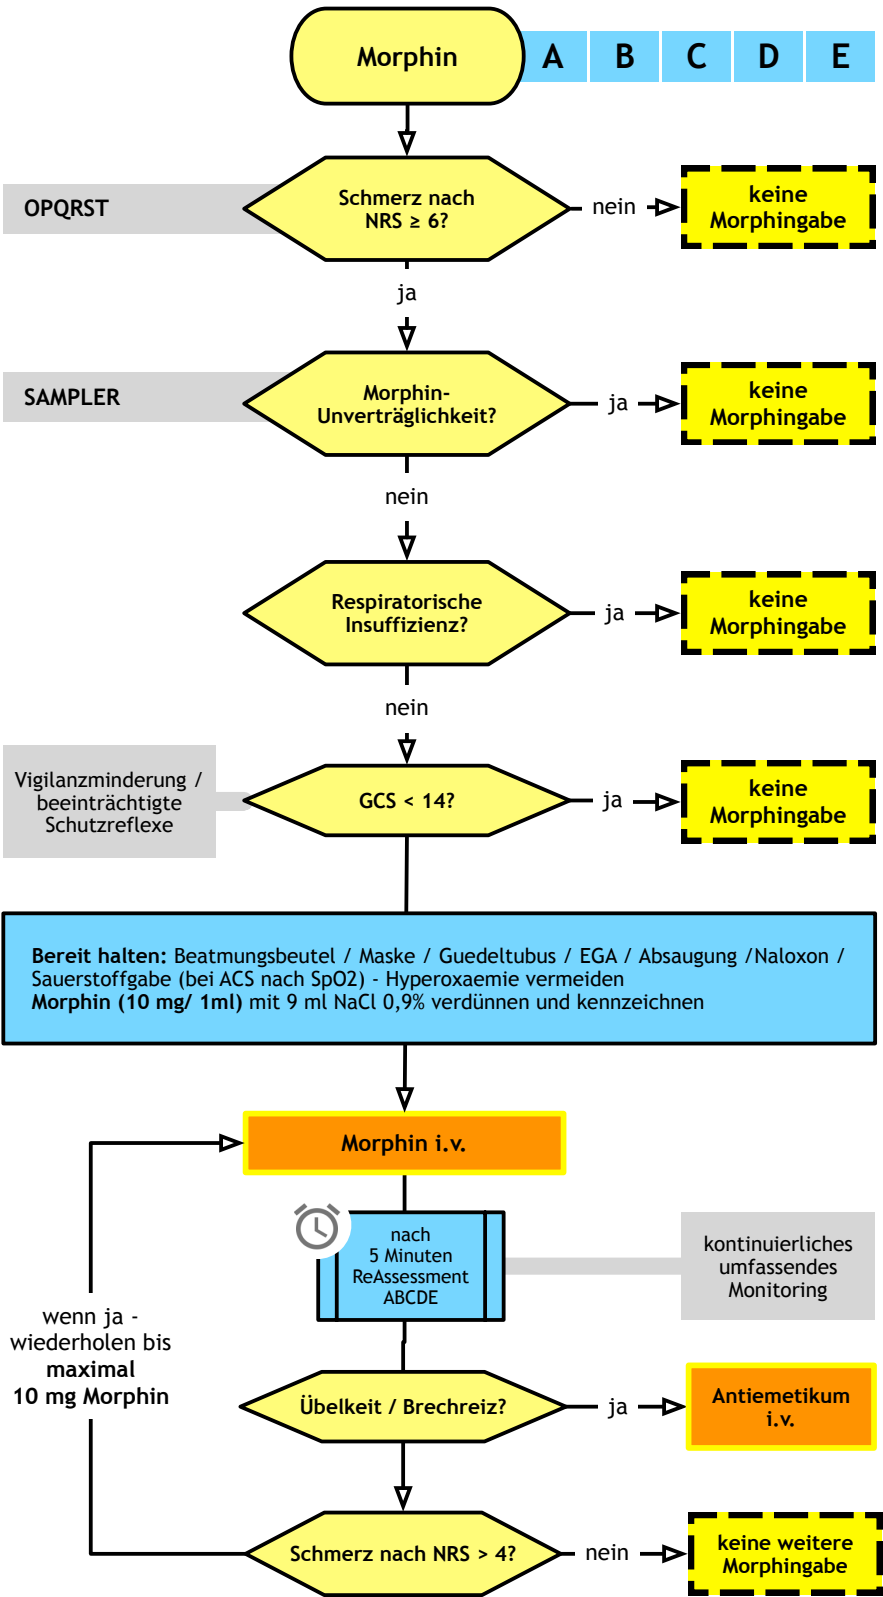 Morphin
A B C D E
OPQRST
Schmerz nach
NRS ≥ 6?
nein
keine
Morphingabe
ja
SAMPLER
Morphin-
Unverträglichkeit?
ja
keine
Morphingabe
nein
Respiratorische
Insuffizienz?
ja
keine
Morphingabe
nein
Vigilanzminderung /
beeinträchtigte
Schutzreflexe
GCS < 14?
ja
keine
Morphingabe
Bereit halten: Beatmungsbeutel / Maske / Guedeltubus / EGA / Absaugung /Naloxon /
Sauerstoffgabe (bei ACS nach SpO2) - Hyperoxaemie vermeiden
Morphin (10 mg/ 1ml) mit 9 ml NaCl 0,9% verdünnen und kennzeichnen
Morphin i.v.
nach
5 Minuten
ReAssessment
ABCDE
kontinuierliches
umfassendes
Monitoring
wenn ja -
wiederholen bis
maximal
10 mg Morphin
Übelkeit / Brechreiz?
ja
Antiemetikum
i.v.
Schmerz nach NRS > 4?
nein
keine weitere
Morphingabe